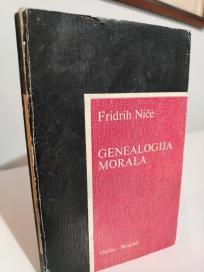 Fridrih Niče
GENEALOGIJA
MORALA
Grafos Beograd